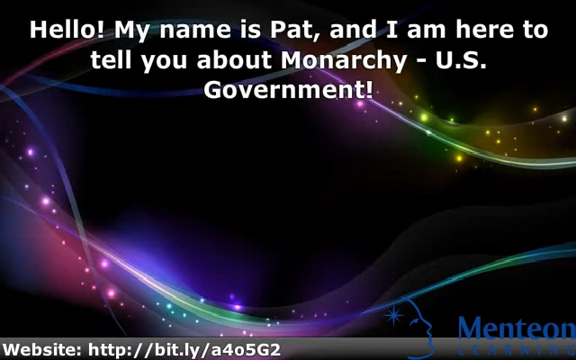 Hello! My name is Pat, and I am here to
tell you about Monarchy - U.S.
Government!
Menteon
LEARNING
Website: http://bit.ly/a4o5G2